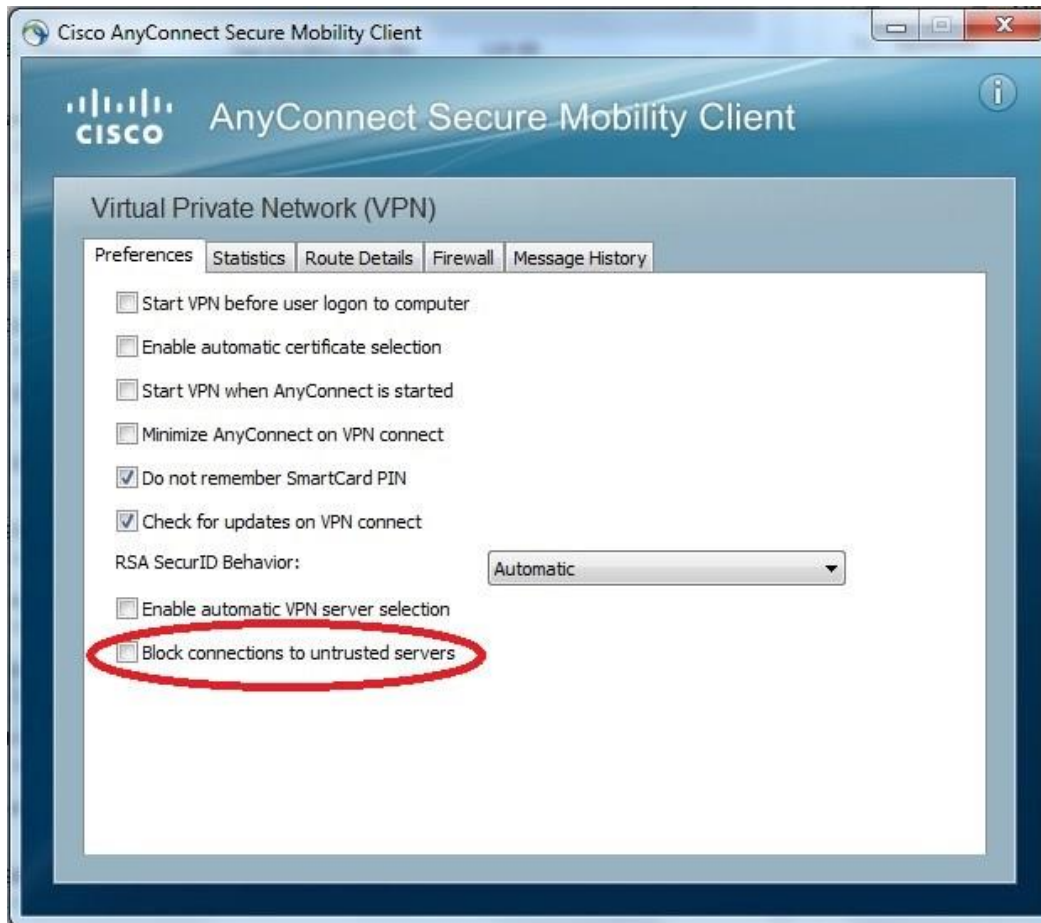 Cisco AnyConnect Secure Mobility Client
CISCO AnyConnect Secure Mobility Client
Virtual Private Network (VPN)
Preferences Statistics Route Details Firewall Message History
Start VPN before user logon to computer
Enable automatic certificate selection
Start VPN when AnyConnect is started
Minimize AnyConnect on VPN connect
Do not remember SmartCard PIN
Check for updates on VPN connect
RSA SecurID Behavior: Automatic
Enable automatic VPN server selection
Block connections to untrusted servers